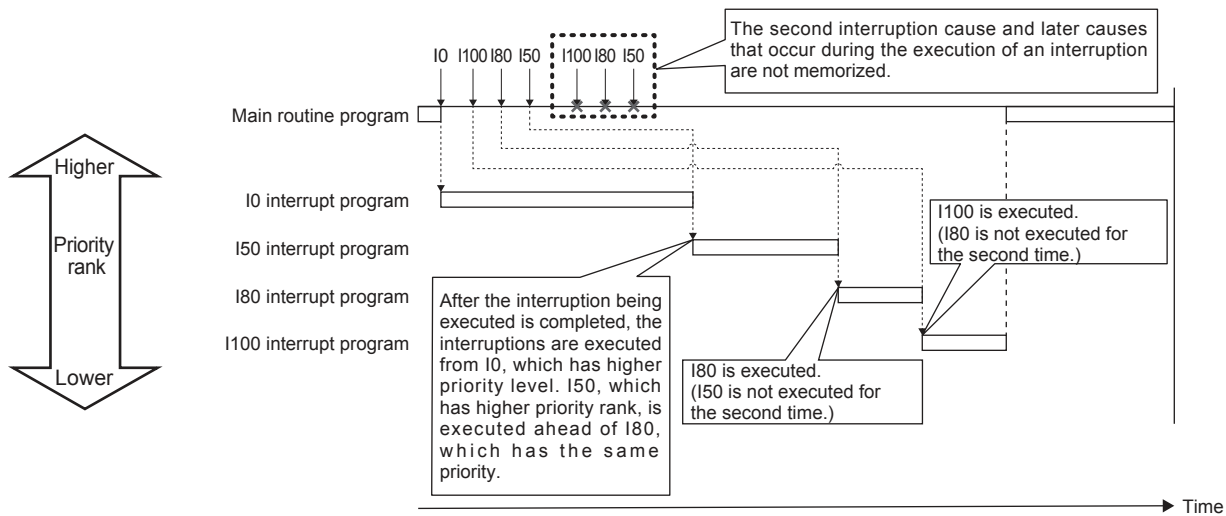 The second interruption cause and later causes
that occur during the execution of an interruption
are not memorized.
I0 I100 I80 I50 I100 I80 I50
Main routine program
Higher
Priority
rank
Lower
I0 interrupt program
I50 interrupt program
I80 interrupt program
I100 interrupt program
I100 is executed.
(I80 is not executed for
the second time.)
After the interruption being
executed is completed, the
interruptions are executed
from I0, which has higher
priority level. I50, which
has higher priority rank, is
executed ahead of I80,
which has the same
priority.
I80 is executed.
(I50 is not executed for
the second time.)
Time